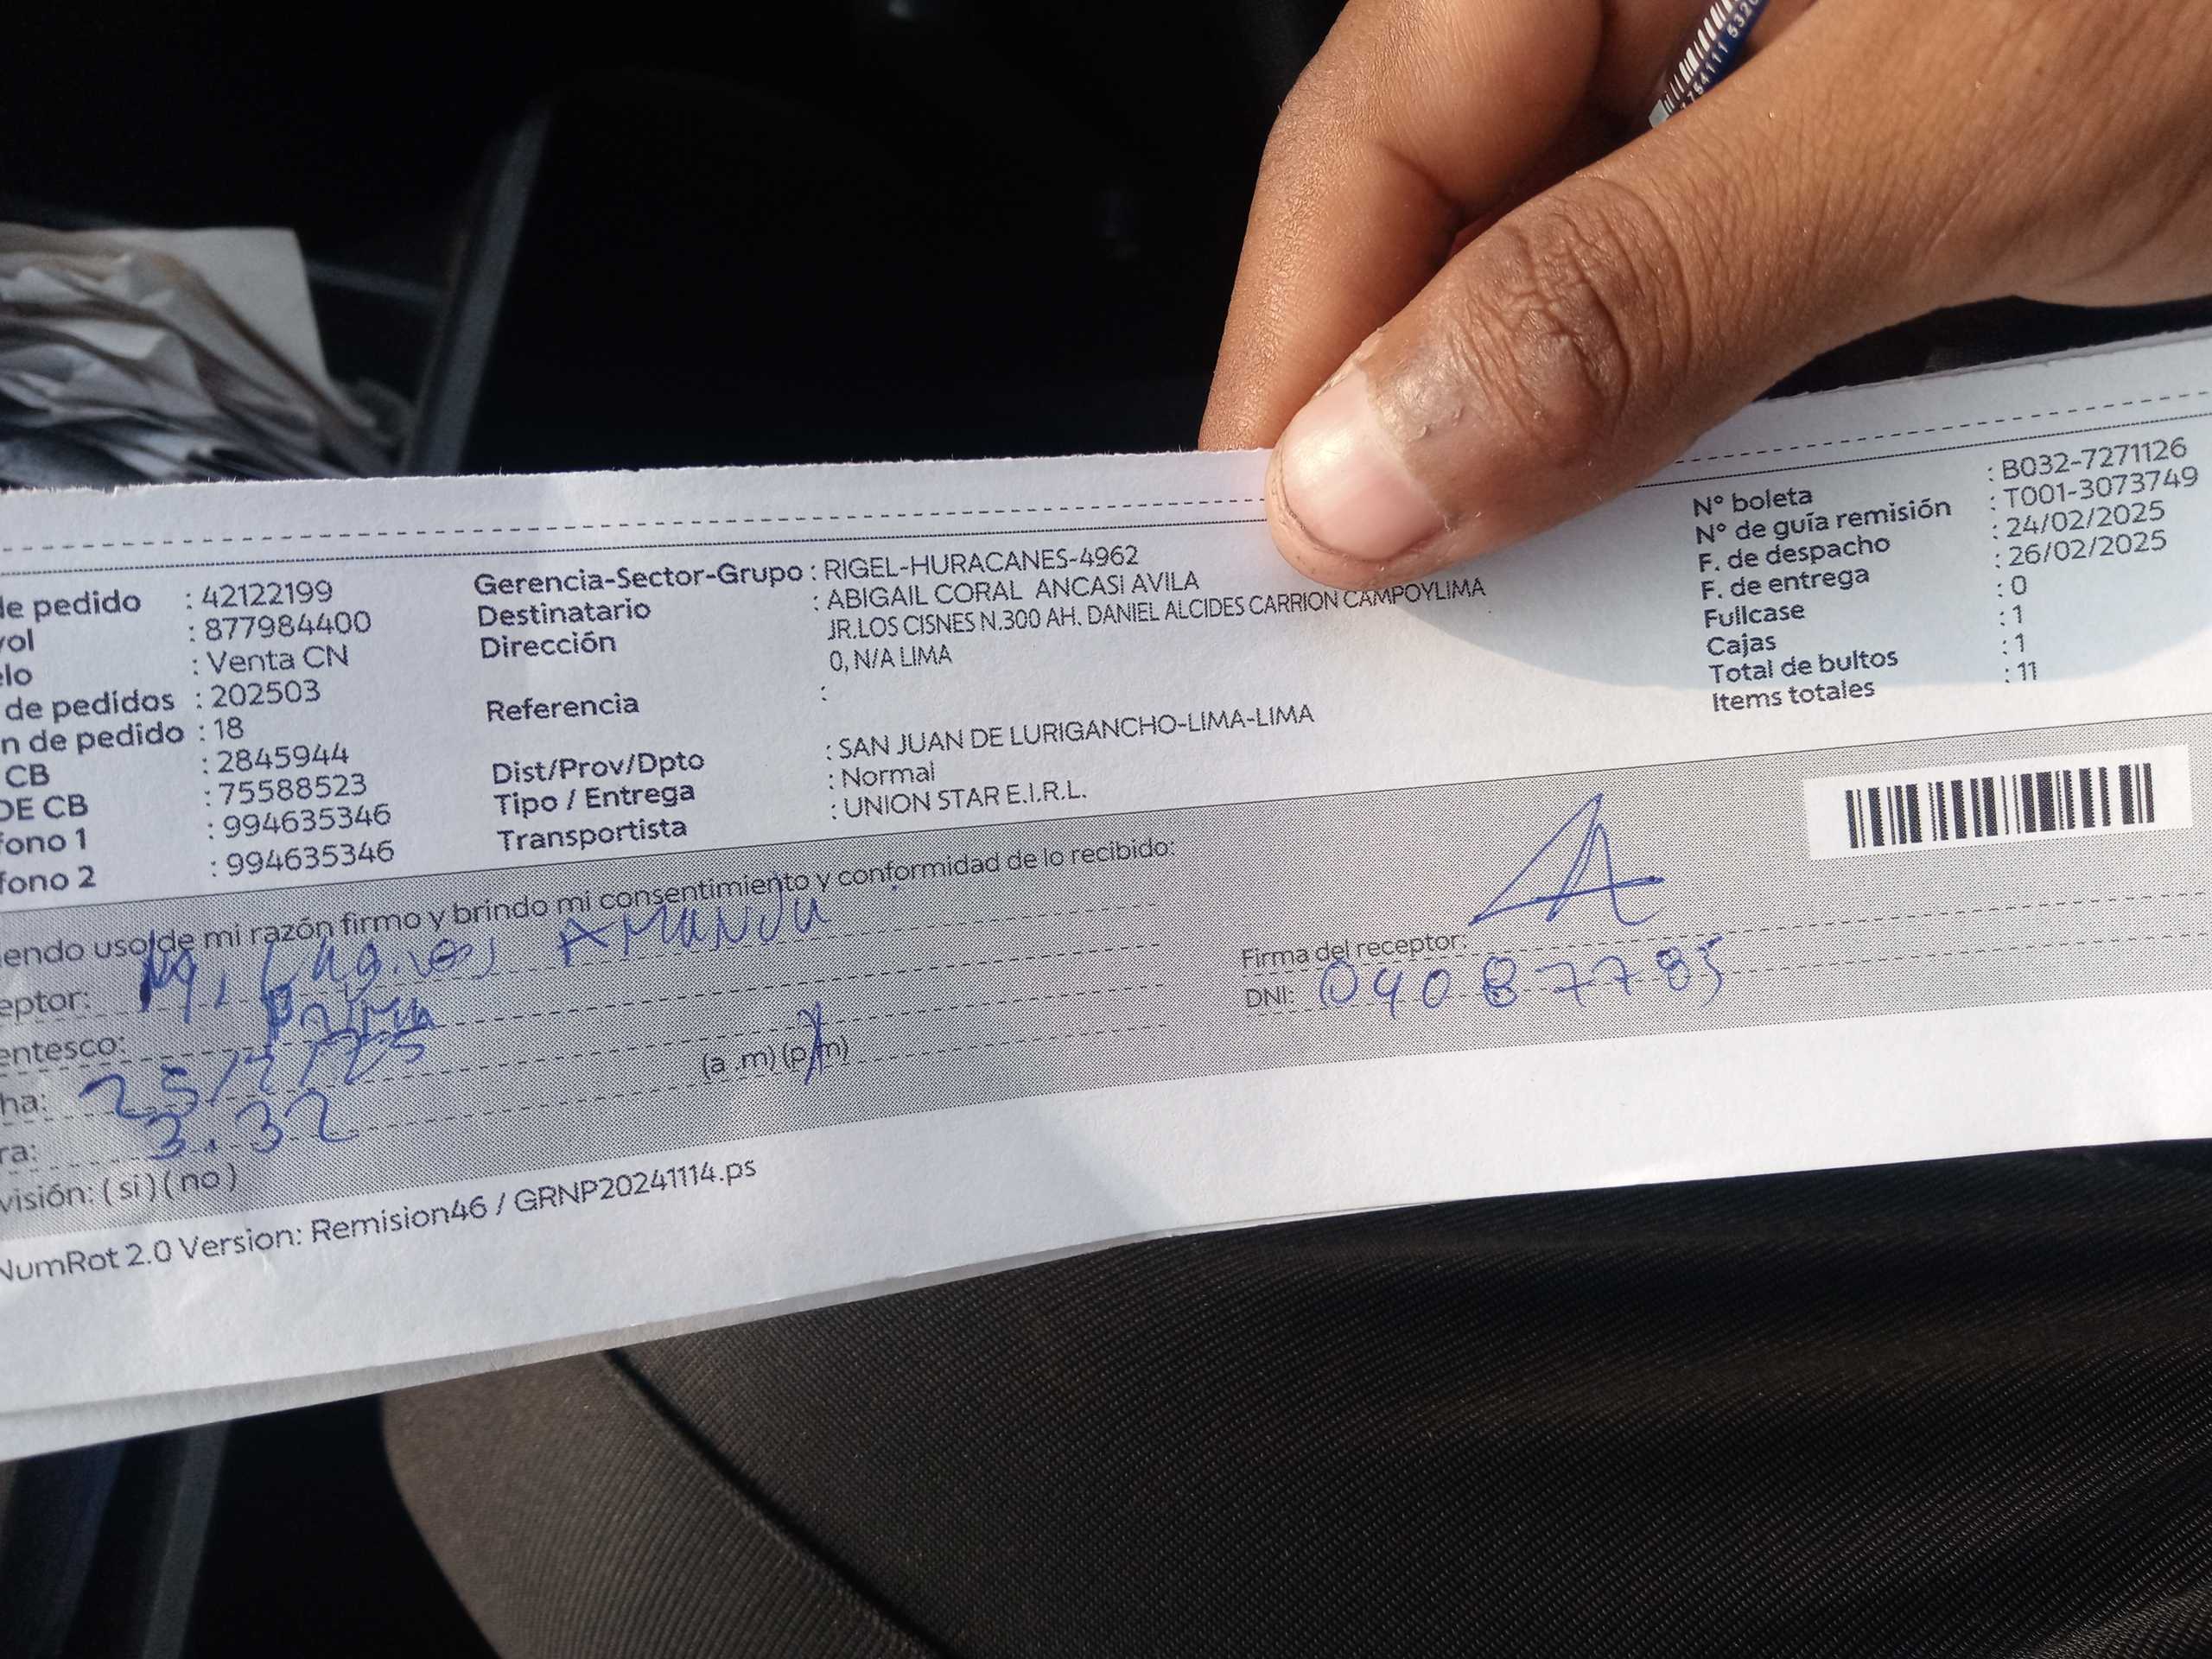 de pedido : 42122199
vol : 877984400
elo : Venta CN
de pedidos : 202503
n de pedido : 18
CB : 2845944
DE CB : 75588523
fono 1 : 994635346
fono 2 : 994635346
Gerencia-Sector-Grupo : RIGEL-HURACANES-4962
Destinatario : ABIGAIL CORAL ANCASI AVILA
Dirección JR.LOS CISNES N.300 AH. DANIEL ALCIDES CARRION CAMPOYLIMA
0, N/A LIMA
Referencia :
Dist/Prov/Dpto : SAN JUAN DE LURIGANCHO-LIMA-LIMA
Tipo / Entrega : Normal
Transportista : UNION STAR E.I.R.L.
N° boleta : B032-7271126
N° de guía remisión : T001-3073749
F. de despacho : 24/02/2025
F. de entrega : 26/02/2025
Fullcase : 0
Cajas : 1
Total de bultos : 1
Items totales : 11
iendo uso de mi razón firmo y brindo mi consentimiento y conformidad de lo recibido:
eptor:
entesco: Prima
ha: 25/2/25
ra: 3.32 (a .m) (p.m)
visión: ( si ) ( no )
Firma del receptor:
DNI: 04087785
NumRot 2.0 Version: Remision46 / GRNP20241114.ps